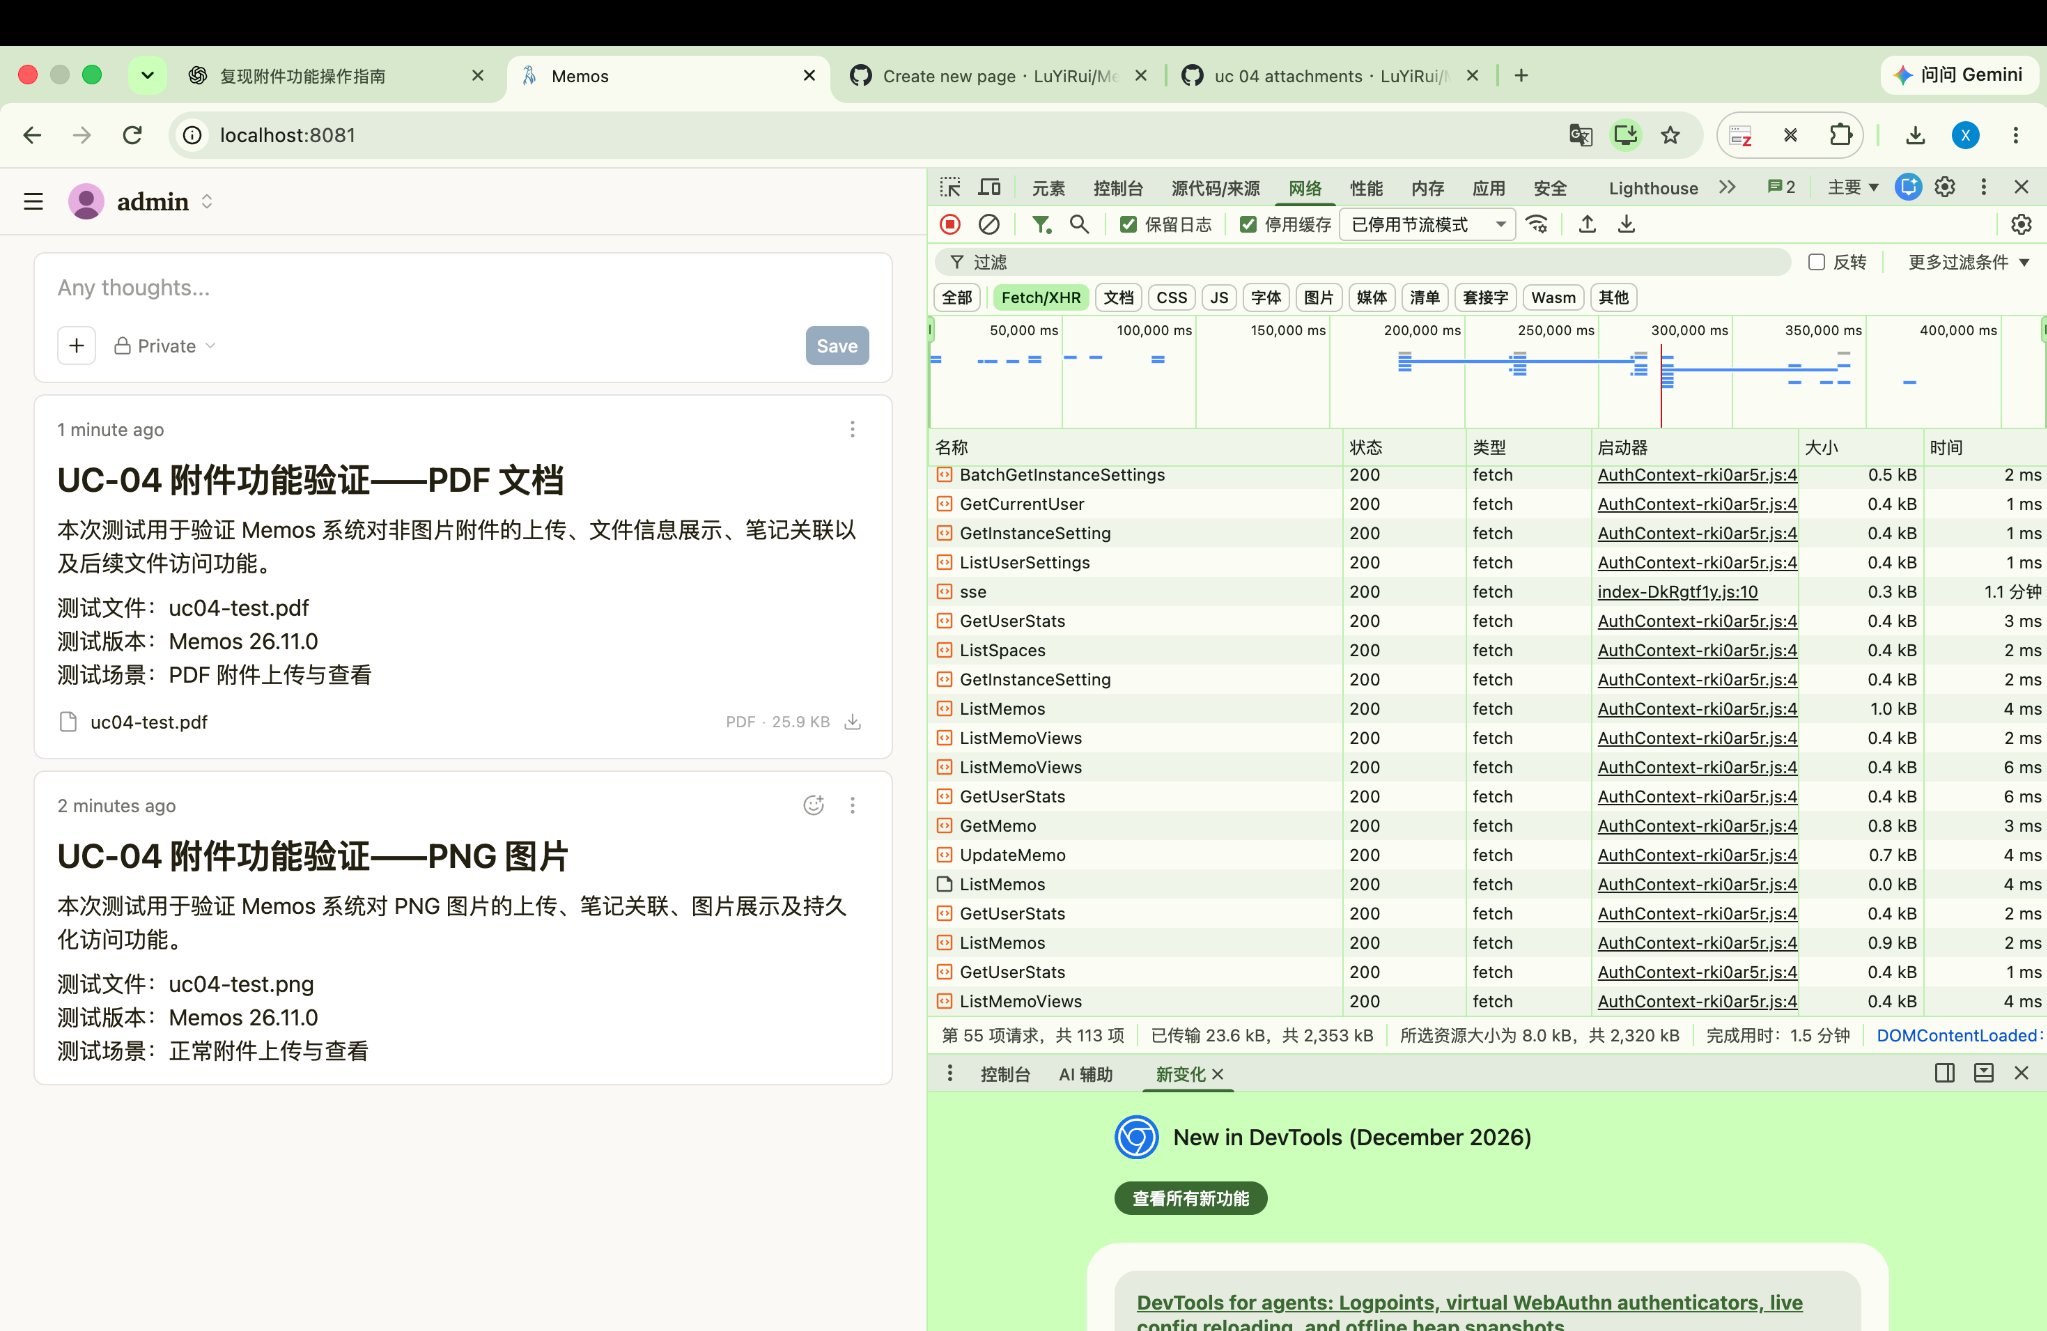 复现附件功能操作指南
Memos
Create new page · LuYiRui/Me
uc 04 attachments · LuYiRui/M
问问 Gemini
localhost:8081
X
admin
Any thoughts...
Private
Save
1 minute ago
UC-04 附件功能验证——PDF 文档
本次测试用于验证 Memos 系统对非图片附件的上传、文件信息展示、笔记关联以
及后续文件访问功能。
测试文件：uc04-test.pdf
测试版本：Memos 26.11.0
测试场景：PDF 附件上传与查看
uc04-test.pdf
PDF · 25.9 KB
2 minutes ago
UC-04 附件功能验证——PNG 图片
本次测试用于验证 Memos 系统对 PNG 图片的上传、笔记关联、图片展示及持久
化访问功能。
测试文件：uc04-test.png
测试版本：Memos 26.11.0
测试场景：正常附件上传与查看
元素 控制台 源代码/来源 网络 性能 内存 应用 安全 Lighthouse 2 主要
保留日志 停用缓存 已停用节流模式
过滤 反转 更多过滤条件
全部 Fetch/XHR 文档 CSS JS 字体 图片 媒体 清单 套接字 Wasm 其他
50,000 ms 100,000 ms 150,000 ms 200,000 ms 250,000 ms 300,000 ms 350,000 ms 400,000 ms
名称 状态 类型 启动器 大小 时间
BatchGetInstanceSettings 200 fetch AuthContext-rki0ar5r.js:4 0.5 kB 2 ms
GetCurrentUser 200 fetch AuthContext-rki0ar5r.js:4 0.4 kB 1 ms
GetInstanceSetting 200 fetch AuthContext-rki0ar5r.js:4 0.4 kB 1 ms
ListUserSettings 200 fetch AuthContext-rki0ar5r.js:4 0.4 kB 1 ms
sse 200 fetch index-DkRgtf1y.js:10 0.3 kB 1.1 分钟
GetUserStats 200 fetch AuthContext-rki0ar5r.js:4 0.4 kB 3 ms
ListSpaces 200 fetch AuthContext-rki0ar5r.js:4 0.4 kB 2 ms
GetInstanceSetting 200 fetch AuthContext-rki0ar5r.js:4 0.4 kB 2 ms
ListMemos 200 fetch AuthContext-rki0ar5r.js:4 1.0 kB 4 ms
ListMemoViews 200 fetch AuthContext-rki0ar5r.js:4 0.4 kB 2 ms
ListMemoViews 200 fetch AuthContext-rki0ar5r.js:4 0.4 kB 6 ms
GetUserStats 200 fetch AuthContext-rki0ar5r.js:4 0.4 kB 6 ms
GetMemo 200 fetch AuthContext-rki0ar5r.js:4 0.8 kB 3 ms
UpdateMemo 200 fetch AuthContext-rki0ar5r.js:4 0.7 kB 4 ms
ListMemos 200 fetch AuthContext-rki0ar5r.js:4 0.0 kB 4 ms
GetUserStats 200 fetch AuthContext-rki0ar5r.js:4 0.4 kB 2 ms
ListMemos 200 fetch AuthContext-rki0ar5r.js:4 0.9 kB 2 ms
GetUserStats 200 fetch AuthContext-rki0ar5r.js:4 0.4 kB 1 ms
ListMemoViews 200 fetch AuthContext-rki0ar5r.js:4 0.4 kB 4 ms
第 55 项请求，共 113 项 已传输 23.6 kB，共 2,353 kB 所选资源大小为 8.0 kB，共 2,320 kB 完成用时：1.5 分钟 DOMContentLoaded：
控制台 AI 辅助 新变化
New in DevTools (December 2026)
查看所有新功能
DevTools for agents: Logpoints, virtual WebAuthn authenticators, live
config reloading, and offline heap snapshots